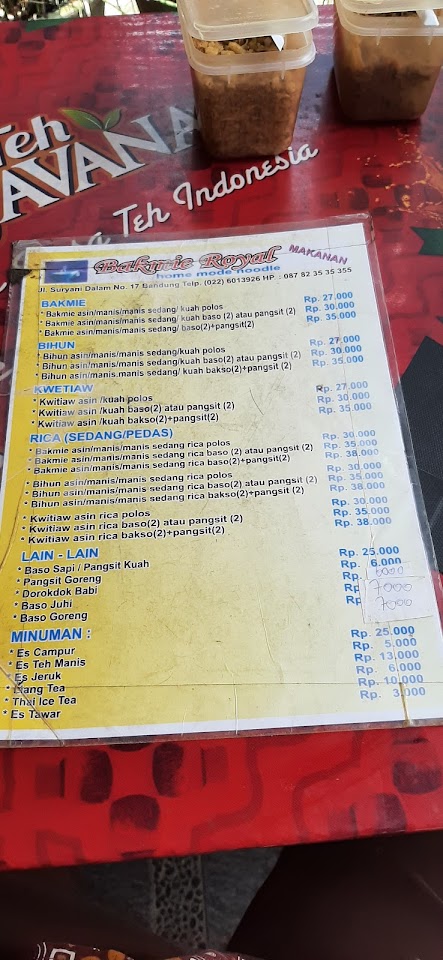 Teh
JAVANA
Teh Indonesia
Bakmie Royal
MAKANAN
home mode noodle
Jl. Suryani Dalam No. 17 Bandung Telp. (022) 6013926 HP. : 087 82 35 35 355
BAKMIE
* Bakmie asin/manis/manis sedang/kuah polos Rp. 27.000
* Bakmie asin/manis/manis sedang/ kuah baso (2) atau pangsit (2) Rp. 30.000
* Bakmie asin/manis/manis sedang/ baso(2)+pangsit(2) Rp. 35.000
BIHUN
* Bihun asin/manis/manis sedang/kuah polos Rp. 27.000
* Bihun asin/manis/manis sedang/kuah baso(2) atau pangsit (2) Rp. 30.000
* Bihun asin/manis/manis sedang/kuah bakso(2)+pangsit(2) Rp. 35.000
KWETIAW
* Kwitiaw asin /kuah polos Rp. 27.000
* Kwitiaw asin /kuah baso(2) atau pangsit (2) Rp. 30.000
* Kwitiaw asin /kuah bakso(2)+pangsit(2) Rp. 35.000
RICA (SEDANG/PEDAS)
* Bakmie asin/manis/manis sedang rica polos Rp. 30.000
* Bakmie asin/manis/manis sedang rica baso (2) atau pangsit (2) Rp. 35.000
* Bakmie asin/manis/manis sedang rica baso(2)+pangsit(2) Rp. 38.000
* Bihun asin/manis/manis sedang rica polos Rp. 30.000
* Bihun asin/manis/manis sedang rica baso(2) atau pangsit (2) Rp. 35.000
* Bihun asin/manis/manis sedang rica bakso(2)+pangsit(2) Rp. 38.000
* Kwitiaw asin rica polos Rp. 30.000
* Kwitiaw asin rica baso(2) atau pangsit (2) Rp. 35.000
* Kwitiaw asin rica bakso(2)+pangsit(2) Rp. 38.000
LAIN - LAIN
* Baso Sapi / Pangsit Kuah Rp. 25.000
* Pangsit Goreng Rp. 6.000
* Dorokdok Babi Rp 6000
* Baso Juhi Rp 7000
* Baso Goreng Rp 7000
MINUMAN :
* Es Campur Rp. 25.000
* Es Teh Manis Rp. 5.000
* Es Jeruk Rp. 13.000
* Liang Tea Rp. 6.000
* Thai Ice Tea Rp. 10.000
* Es Tawar Rp. 3.000